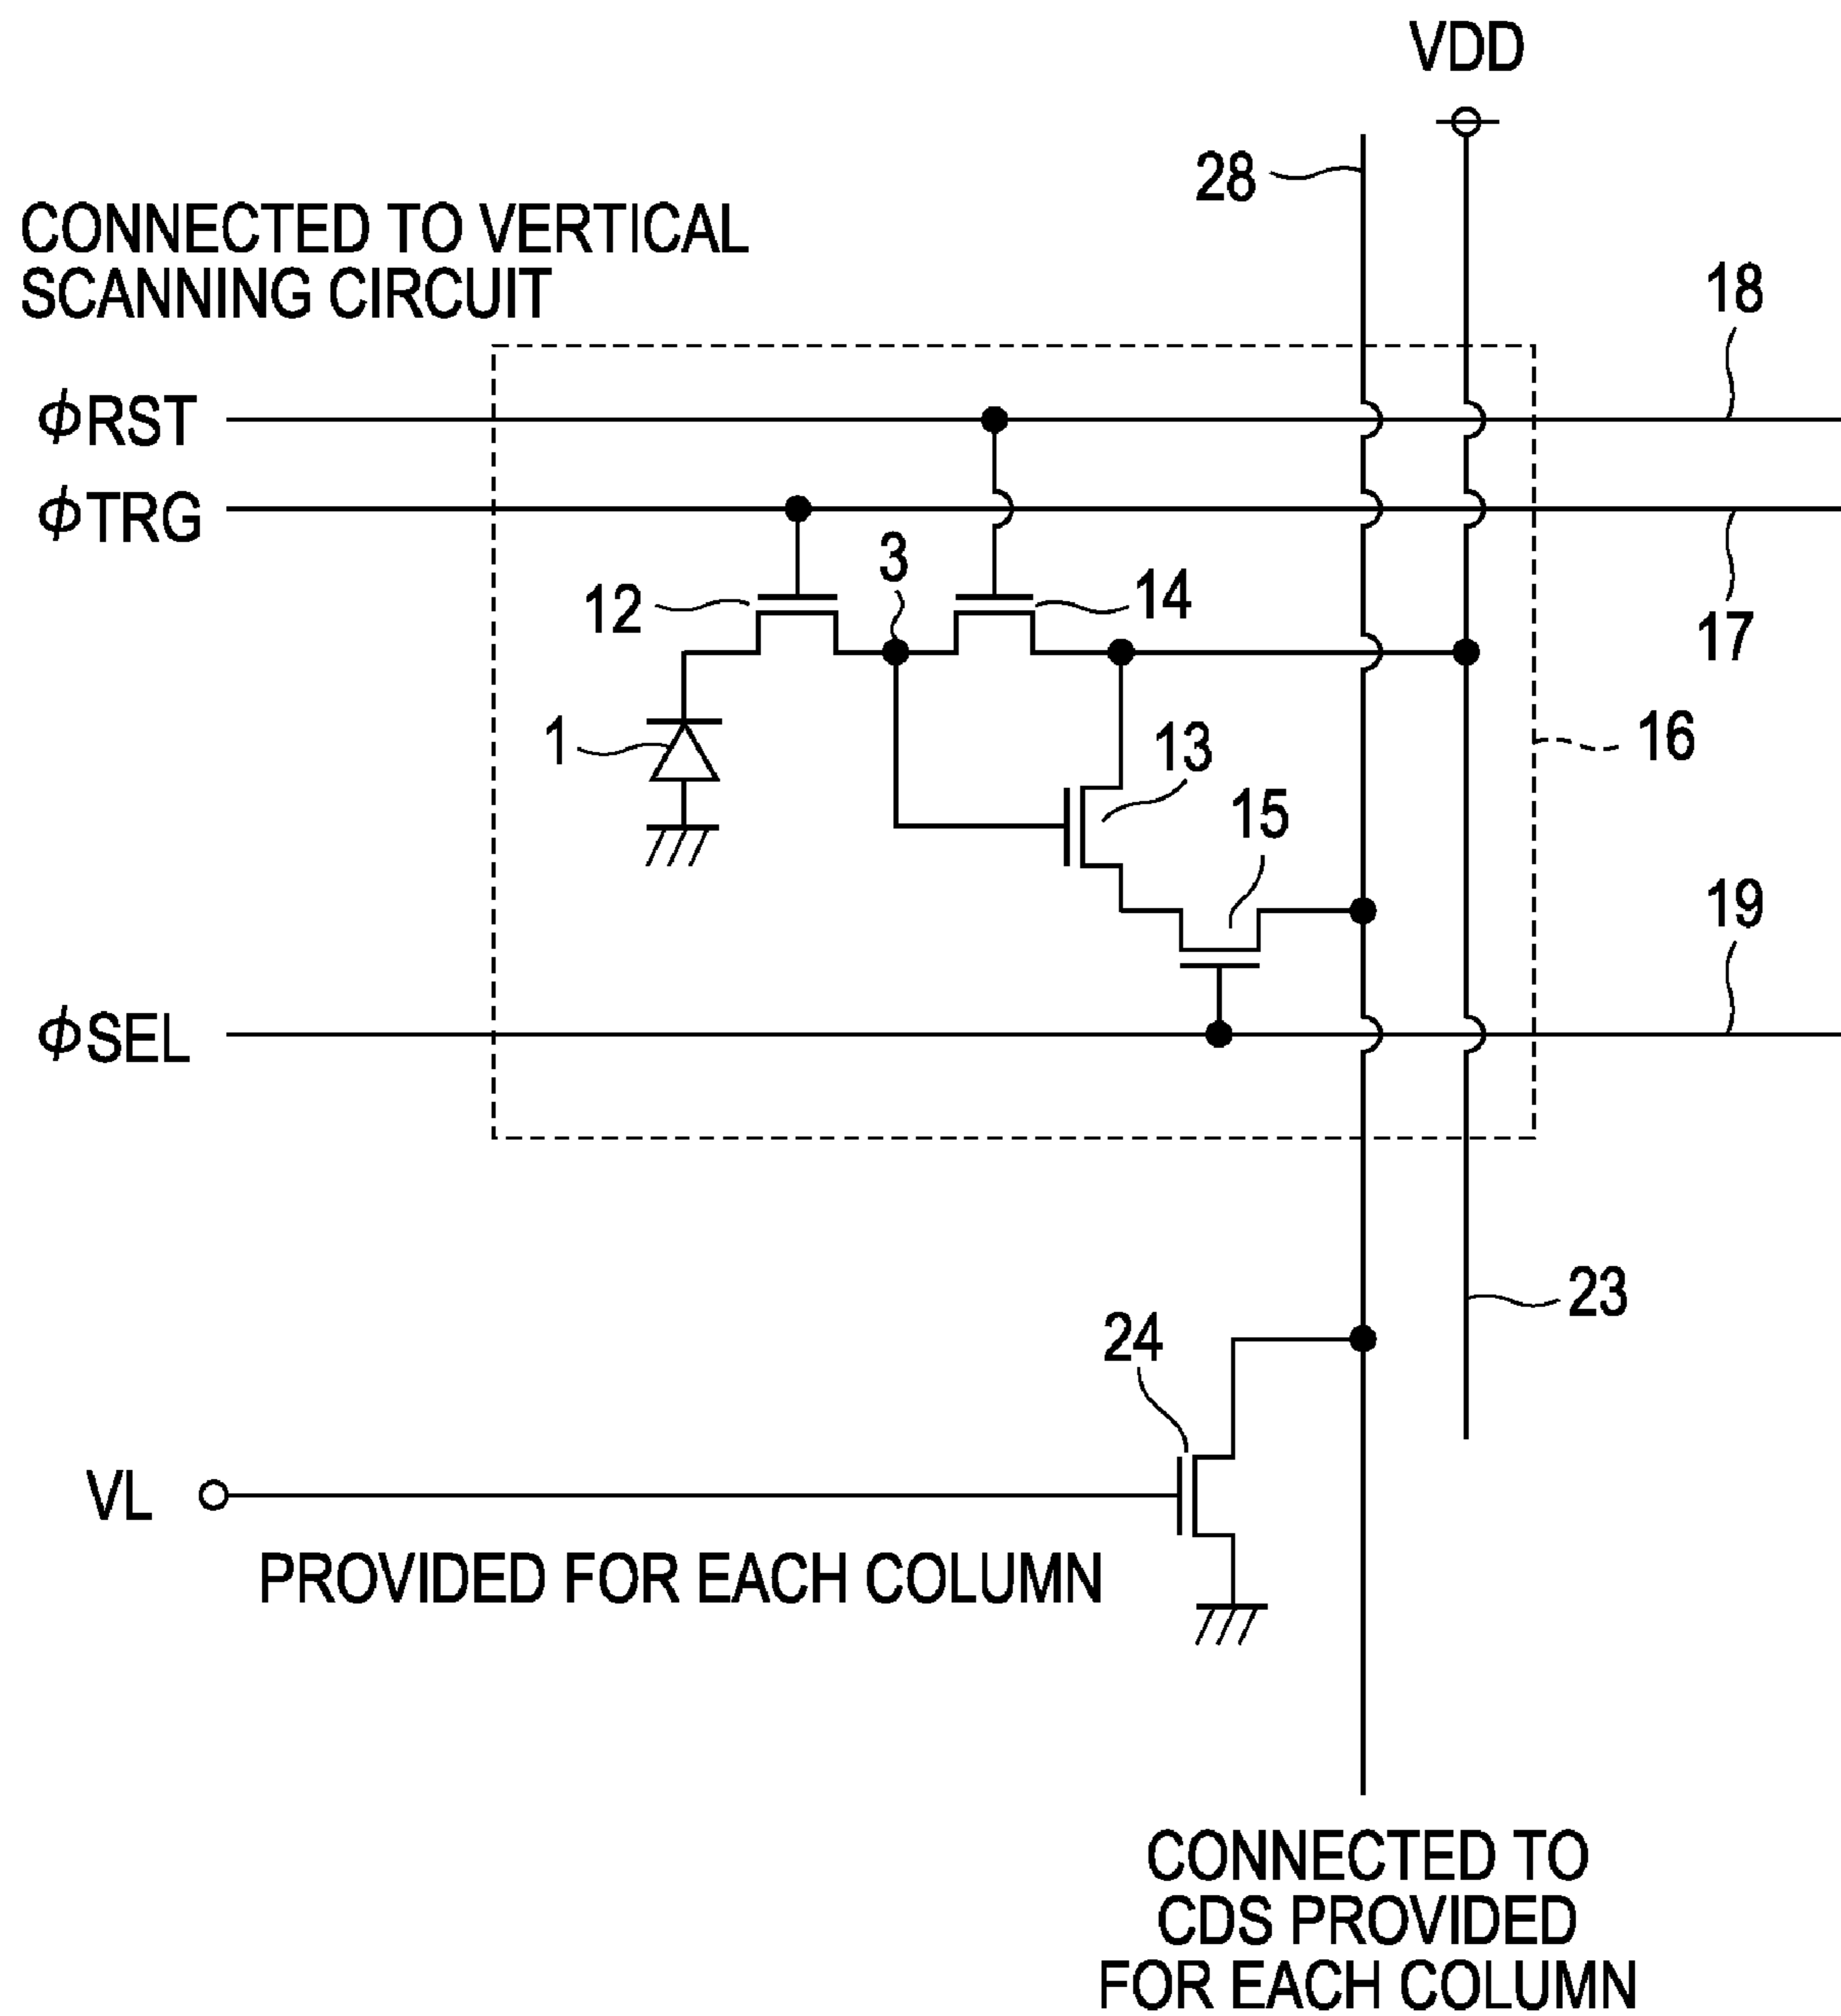 VDD
28
CONNECTED TO VERTICAL
SCANNING CIRCUIT
18
ΦRST
ΦTRG
3
12
14
17
1
13
16
15
19
ΦSEL
23
24
VL
PROVIDED FOR EACH COLUMN
CONNECTED TO
CDS PROVIDED
FOR EACH COLUMN